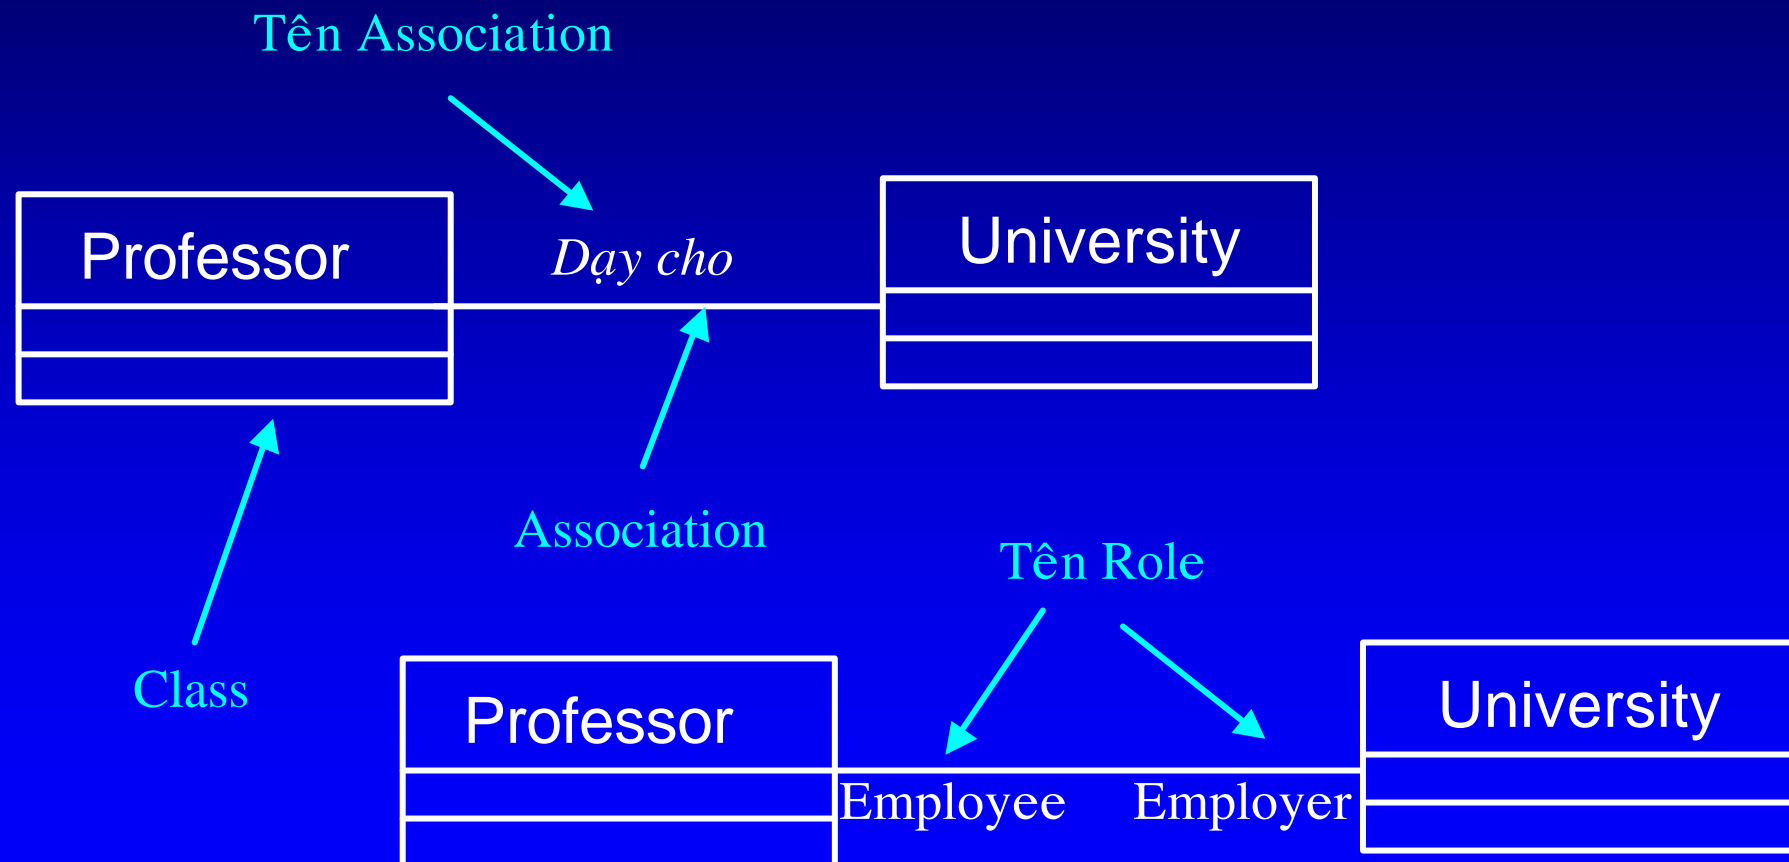 Tên Association
Professor
Dạy cho
University
Association
Tên Role
Class
Professor
University
Employee
Employer